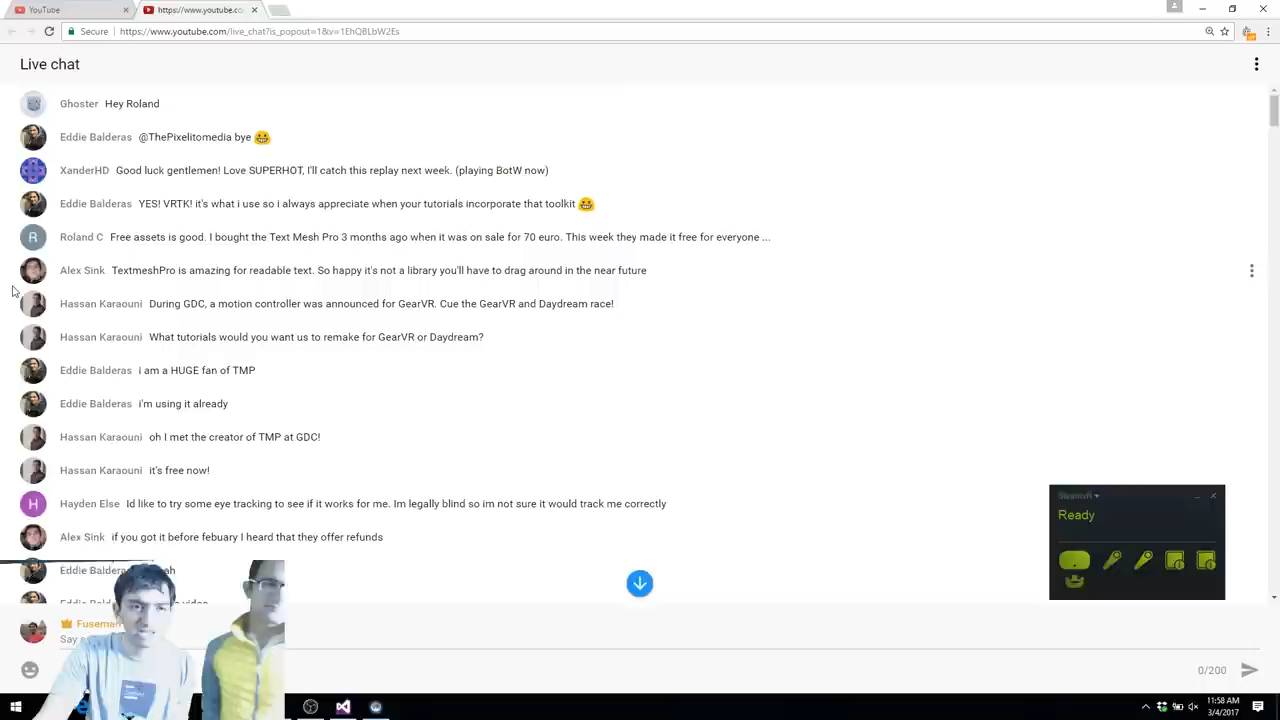 YouTube
https://www.youtube.co
Secure https://www.youtube.com/live_chat?is_popout=1&v=1EhQBLbW2Es
Live chat
Ghoster Hey Roland
Eddie Balderas @ThePixelitomedia bye
XanderHD Good luck gentlemen! Love SUPERHOT, I'll catch this replay next week. (playing BotW now)
Eddie Balderas YES! VRTK! it's what i use so i always appreciate when your tutorials incorporate that toolkit
R Roland C Free assets is good. I bought the Text Mesh Pro 3 months ago when it was on sale for 70 euro. This week they made it free for everyone ...
Alex Sink TextmeshPro is amazing for readable text. So happy it's not a library you'll have to drag around in the near future
Hassan Karaouni During GDC, a motion controller was announced for GearVR. Cue the GearVR and Daydream race!
Hassan Karaouni What tutorials would you want us to remake for GearVR or Daydream?
Eddie Balderas i am a HUGE fan of TMP
Eddie Balderas i'm using it already
Hassan Karaouni oh I met the creator of TMP at GDC!
Hassan Karaouni it's free now!
H Hayden Else Id like to try some eye tracking to see if it works for me. Im legally blind so im not sure it would track me correctly
Alex Sink if you got it before febuary I heard that they offer refunds
Eddie Baldera
Fuseman
Say
0/200
SteamVR
Ready
11:58 AM
3/4/2017